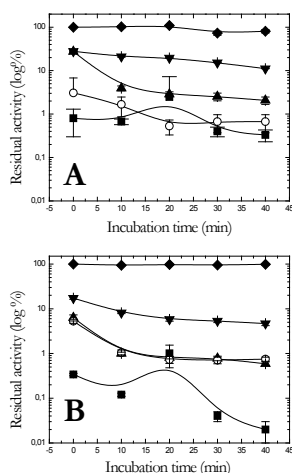 Residual activity (log%)
100
10
1
0,1
0,01
A
-5 0 5 10 15 20 25 30 35 40 45
Incubation time (min)
Residual activity (log %)
100
10
1
0,1
0,01
B
-5 0 5 10 15 20 25 30 35 40 45
Incubation time (min)